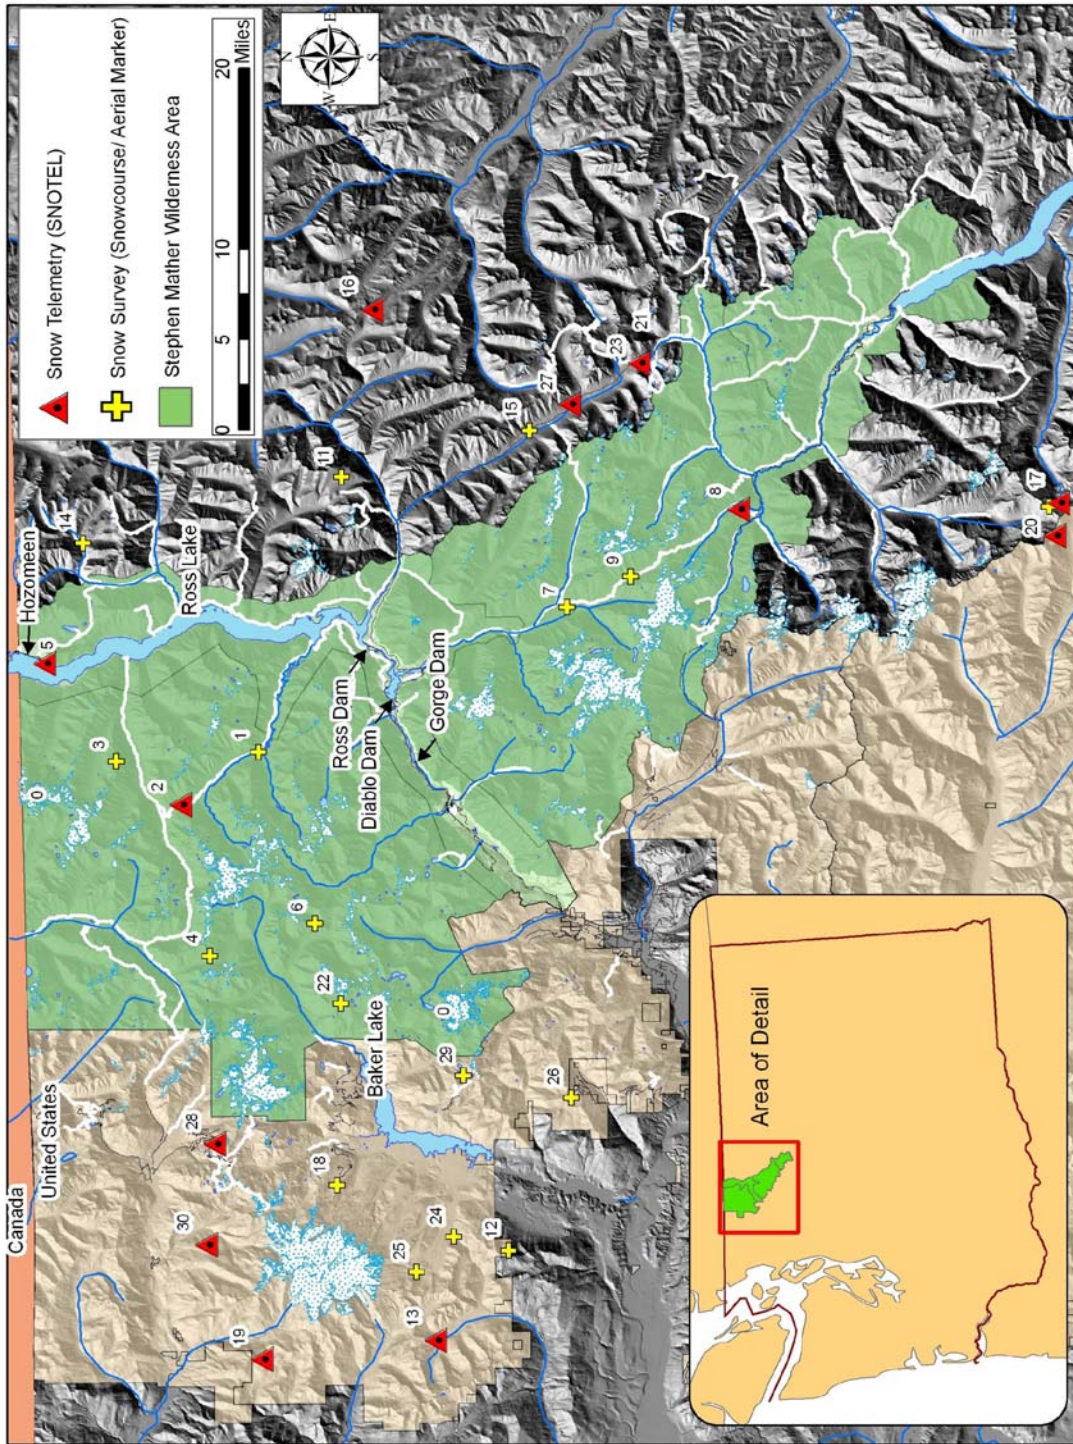 Canada
United States
Hozomeen
Snow Telemetry (SNOTEL)
Snow Survey (Snowcourse/ Aerial Marker)
Stephen Mather Wilderness Area
0
5
10
20
Miles
N
E
S
W
5
14
3
0
2
Ross Lake
1
4
28
30
19
11
16
Ross Dam
Diablo Dam
Gorge Dam
6
22
18
Baker Lake
0
29
24
25
12
13
15
27
23
21
7
9
26
8
20
17
Area of Detail